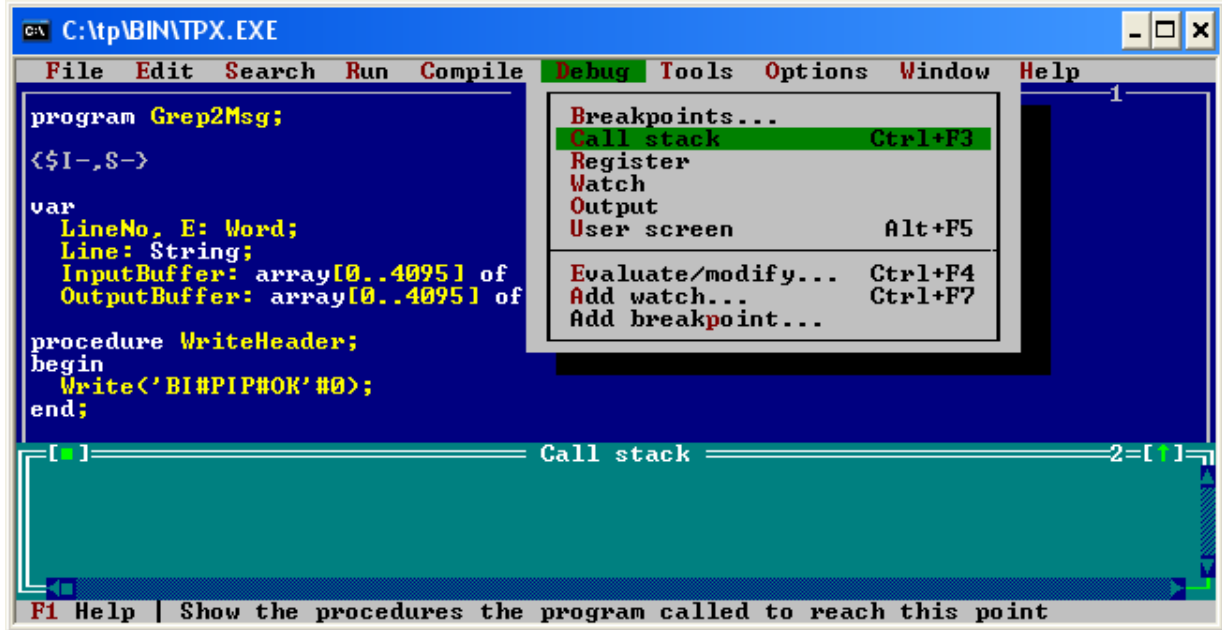 C:\tp\BIN\TPX.EXE
File Edit Search Run Compile Debug Tools Options Window Help
1
program Grep2Msg;
{$I-,S-}
var
LineNo, E: Word;
Line: String;
InputBuffer: array[0..4095] of
OutputBuffer: array[0..4095] of
procedure WriteHeader;
begin
Write('BI#PIP#OK'#0);
end;
Breakpoints...
Call stack Ctrl+F3
Register
Watch
Output
User screen Alt+F5
Evaluate/modify... Ctrl+F4
Add watch... Ctrl+F7
Add breakpoint...
[■] Call stack 2=[↑]
F1 Help | Show the procedures the program called to reach this point